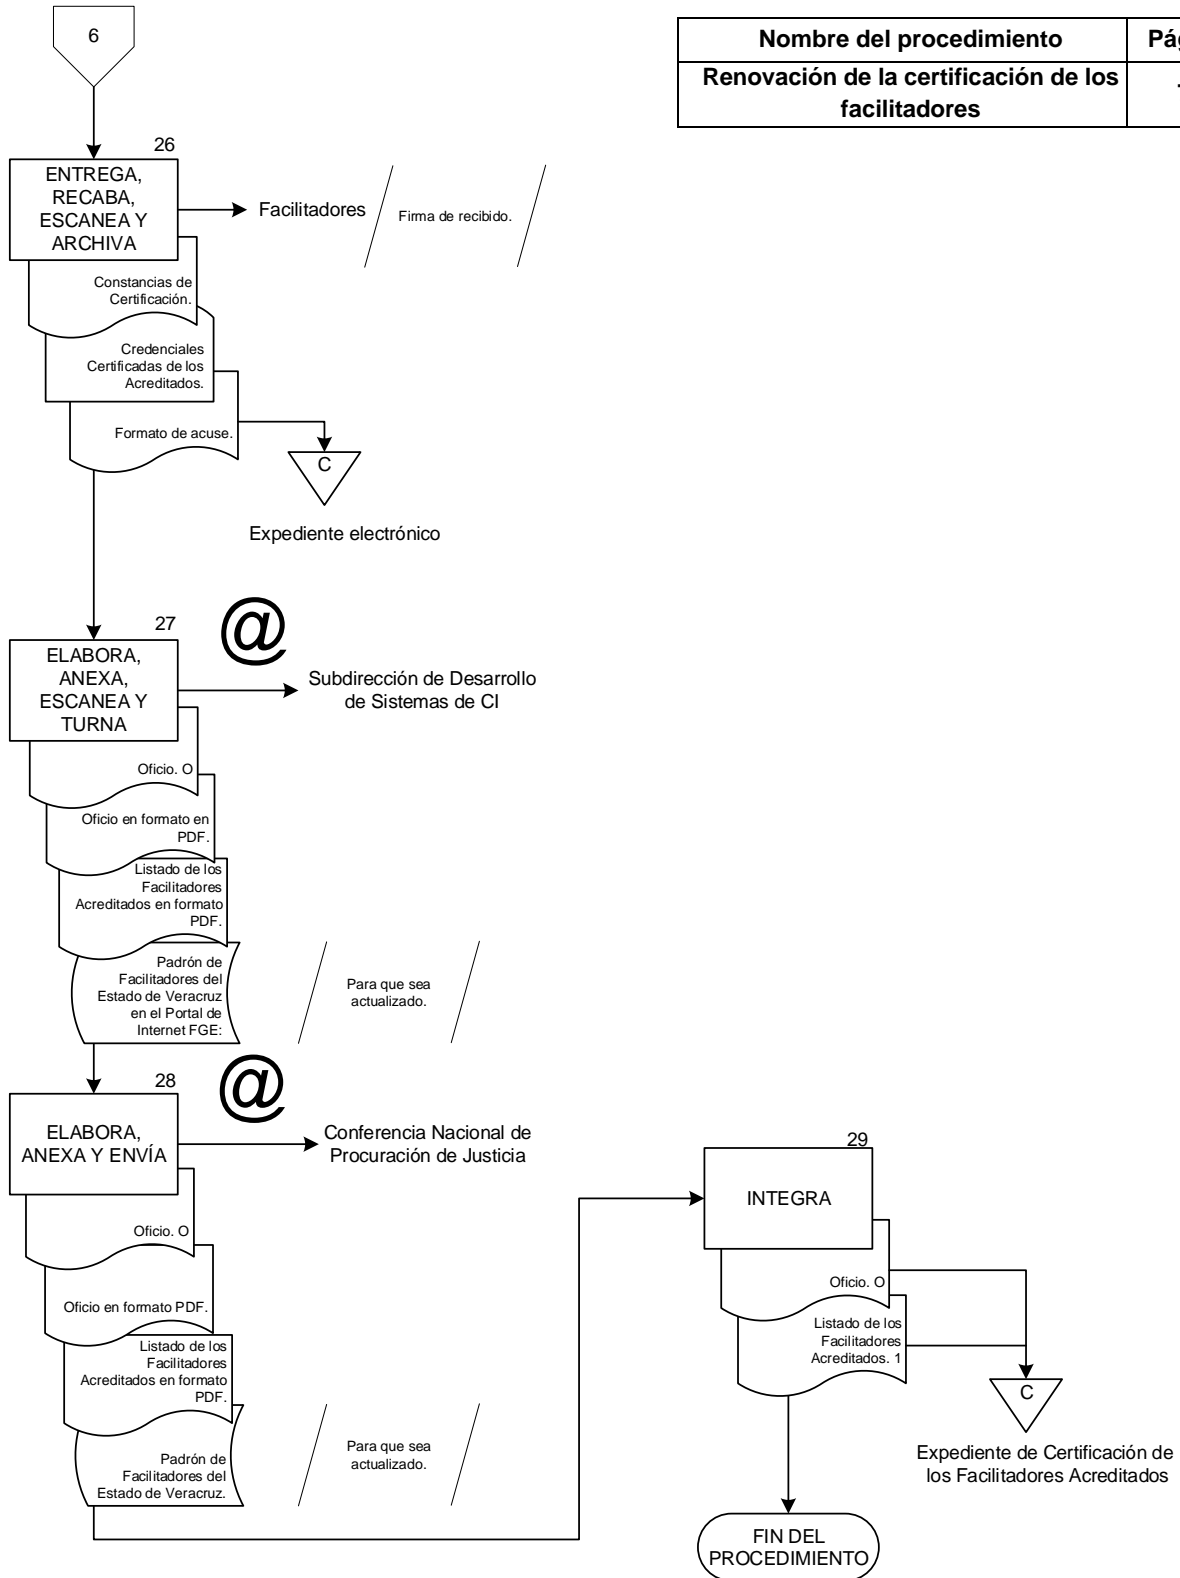 6
Nombre del procedimiento
Renovación de la certificación de los
facilitadores
26
ENTREGA,
RECABA,
ESCANEA Y
ARCHIVA
Facilitadores
Firma de recibido.
Constancias de
Certificación.
Credenciales
Certificadas de los
Acreditados.
Formato de acuse.
C
Expediente electrónico
27
@
ELABORA,
ANEXA,
ESCANEA Y
TURNA
Subdirección de Desarrollo
de Sistemas de CI
Oficio. O
Oficio en formato en
PDF.
Listado de los
Facilitadores
Acreditados en formato
PDF.
Padrón de
Facilitadores del
Estado de Veracruz
en el Portal de
Internet FGE:
Para que sea
actualizado.
28
@
ELABORA,
ANEXA Y ENVÍA
Conferencia Nacional de
Procuración de Justicia
Oficio. O
Oficio en formato PDF.
Listado de los
Facilitadores
Acreditados en formato
PDF.
Padrón de
Facilitadores del
Estado de Veracruz.
Para que sea
actualizado.
29
INTEGRA
Oficio. O
Listado de los
Facilitadores
Acreditados. 1
C
Expediente de Certificación de
los Facilitadores Acreditados
FIN DEL
PROCEDIMIENTO